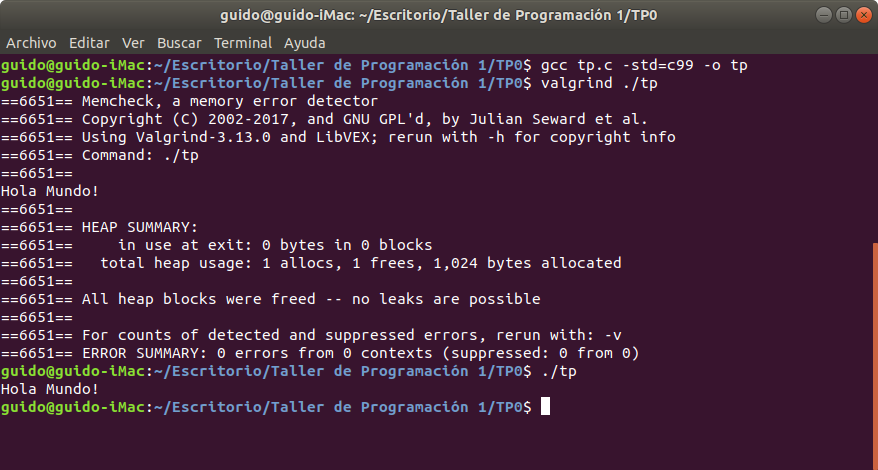 guido@guido-iMac: ~/Escritorio/Taller de Programación 1/TP0
Archivo Editar Ver Buscar Terminal Ayuda
guido@guido-iMac:~/Escritorio/Taller de Programación 1/TP0$ gcc tp.c -std=c99 -o tp
guido@guido-iMac:~/Escritorio/Taller de Programación 1/TP0$ valgrind ./tp
==6651== Memcheck, a memory error detector
==6651== Copyright (C) 2002-2017, and GNU GPL'd, by Julian Seward et al.
==6651== Using Valgrind-3.13.0 and LibVEX; rerun with -h for copyright info
==6651== Command: ./tp
==6651==
Hola Mundo!
==6651==
==6651== HEAP SUMMARY:
==6651==     in use at exit: 0 bytes in 0 blocks
==6651==   total heap usage: 1 allocs, 1 frees, 1,024 bytes allocated
==6651==
==6651== All heap blocks were freed -- no leaks are possible
==6651==
==6651== For counts of detected and suppressed errors, rerun with: -v
==6651== ERROR SUMMARY: 0 errors from 0 contexts (suppressed: 0 from 0)
guido@guido-iMac:~/Escritorio/Taller de Programación 1/TP0$ ./tp
Hola Mundo!
guido@guido-iMac:~/Escritorio/Taller de Programación 1/TP0$